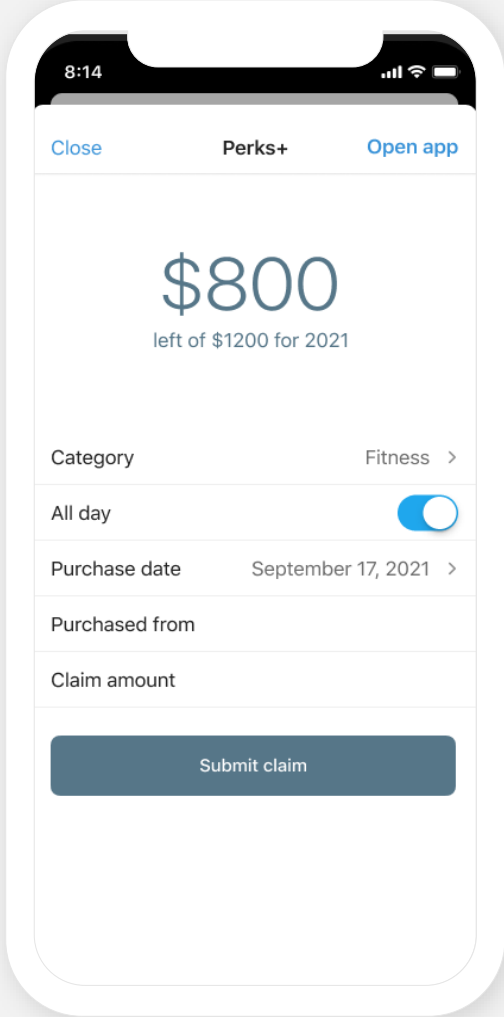 8:14
Close Perks+ Open app
$800
left of $1200 for 2021
Category Fitness
All day
Purchase date September 17, 2021
Purchased from
Claim amount
Submit claim